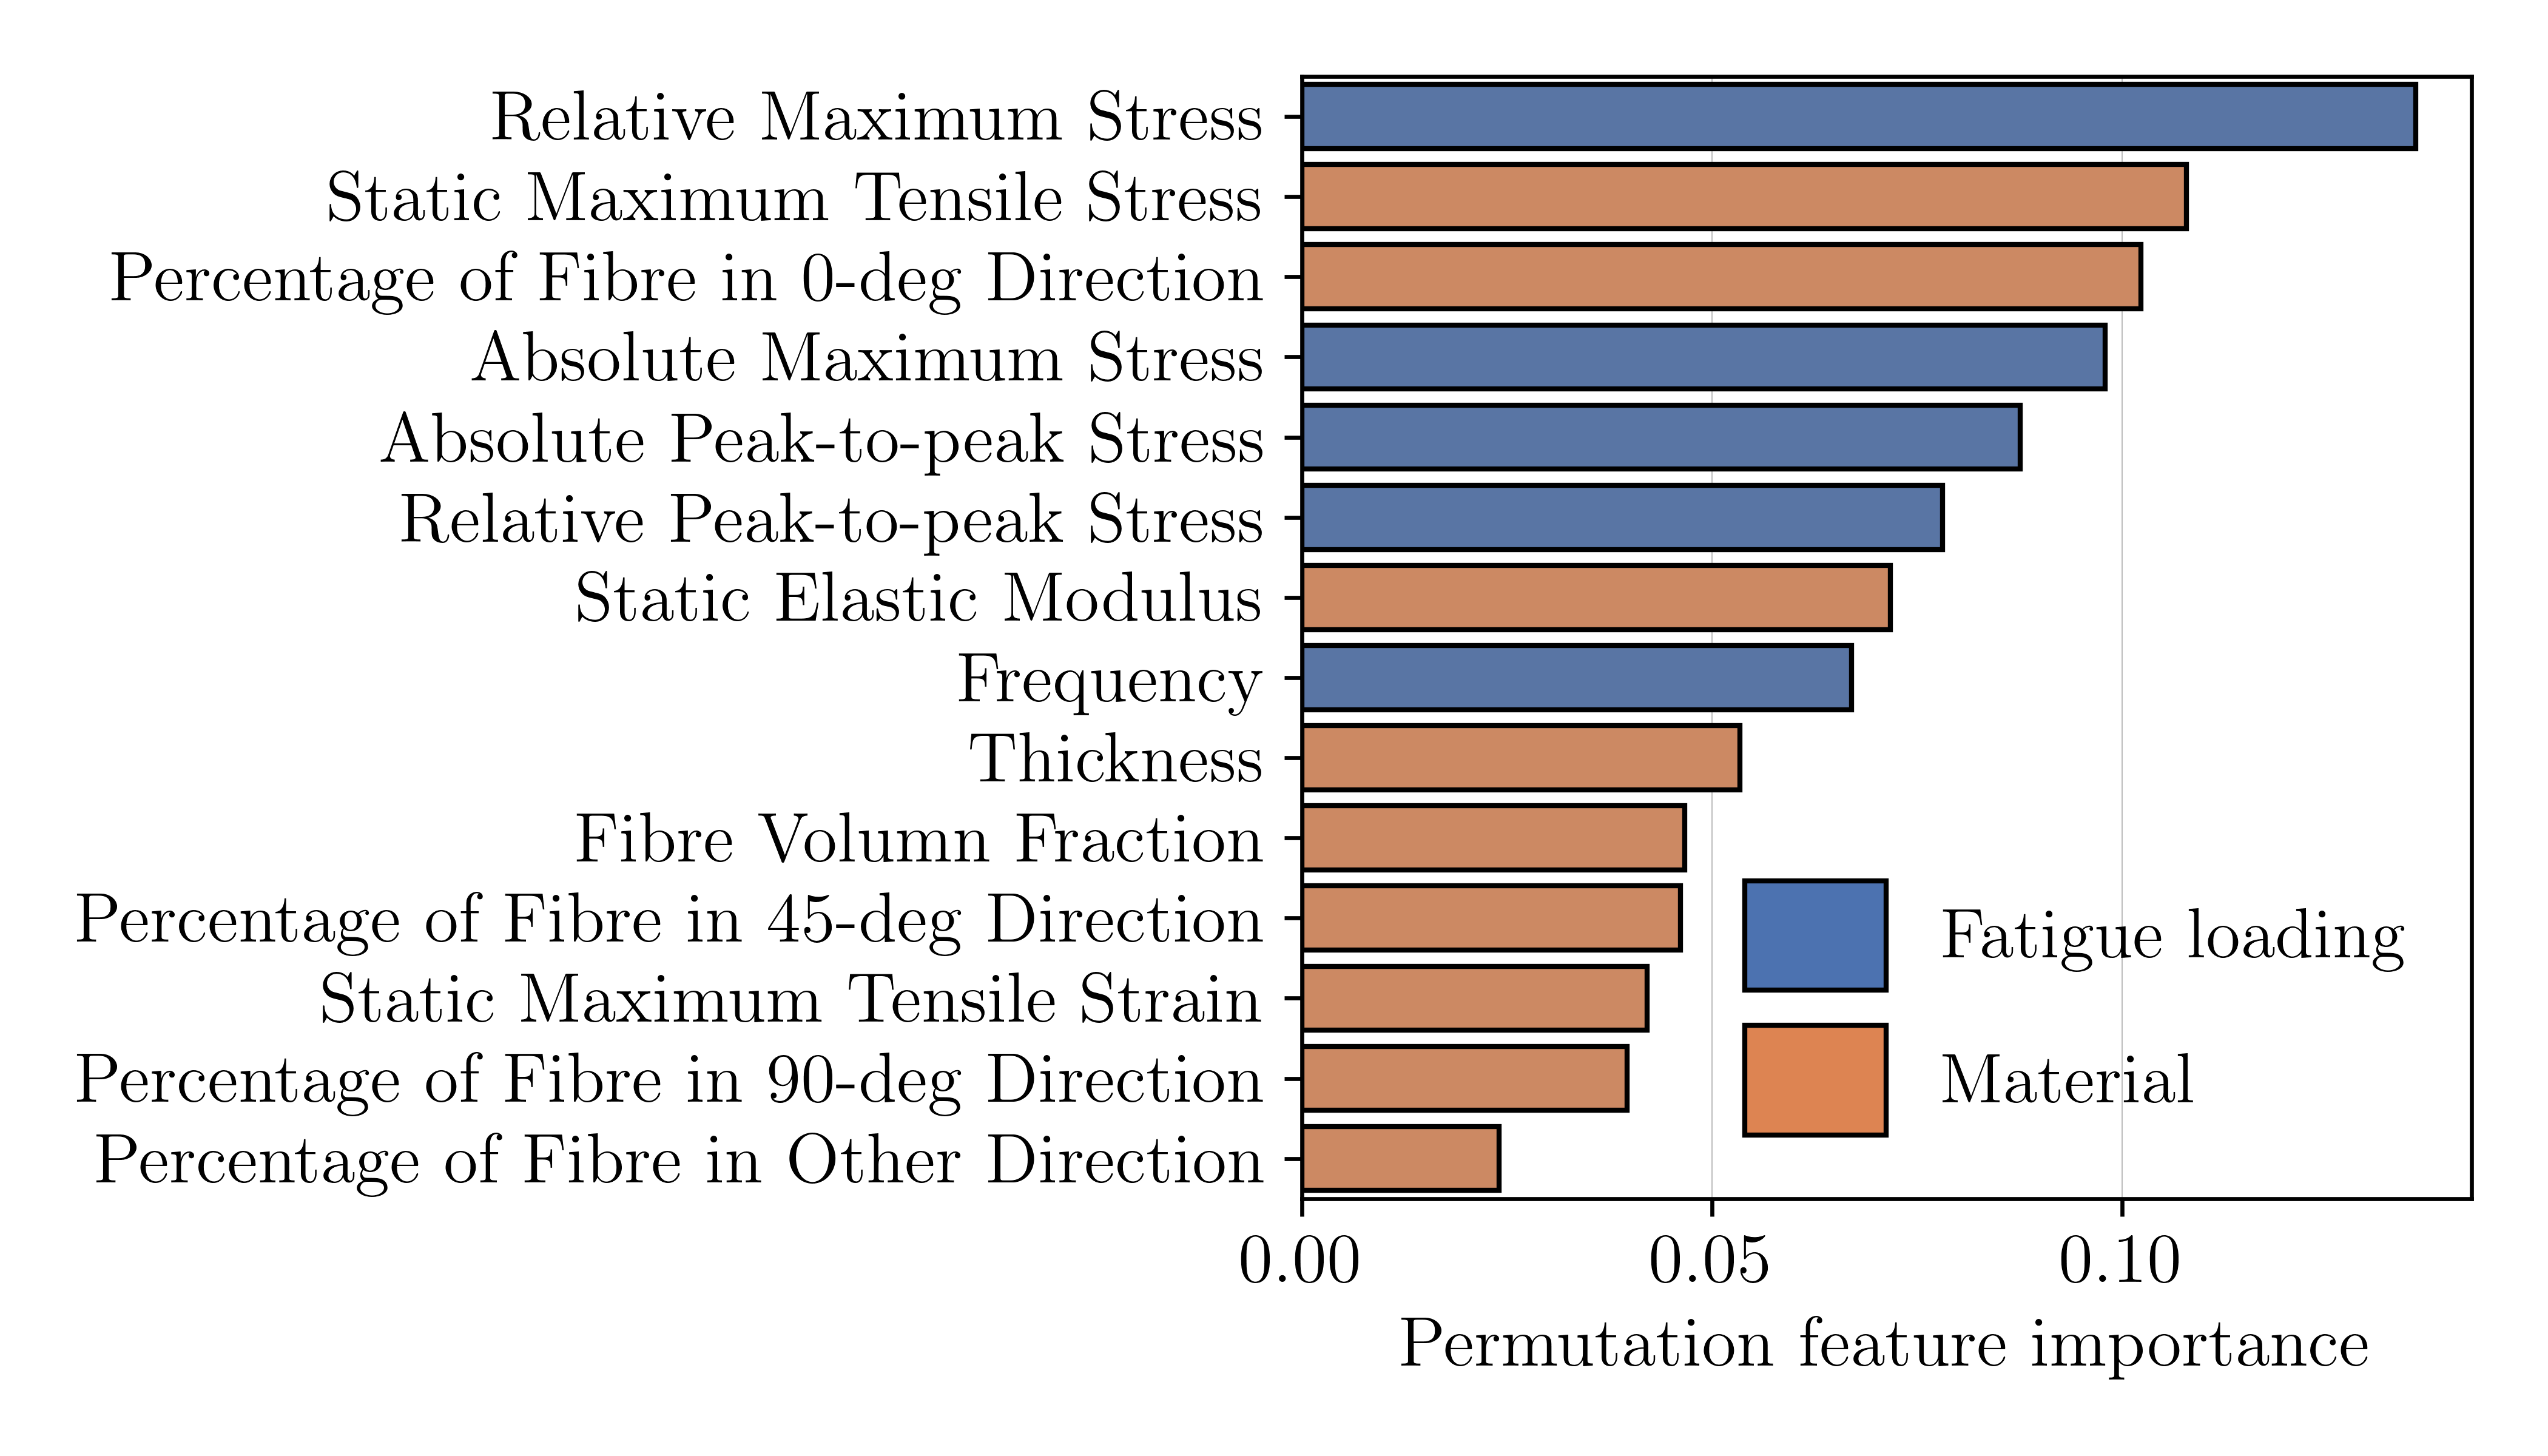 Relative Maximum Stress
Static Maximum Tensile Stress
Percentage of Fibre in 0-deg Direction
Absolute Maximum Stress
Absolute Peak-to-peak Stress
Relative Peak-to-peak Stress
Static Elastic Modulus
Frequency
Thickness
Fibre Volumn Fraction
Percentage of Fibre in 45-deg Direction
Static Maximum Tensile Strain
Percentage of Fibre in 90-deg Direction
Percentage of Fibre in Other Direction
Fatigue loading
Material
0.00 0.05 0.10
Permutation feature importance